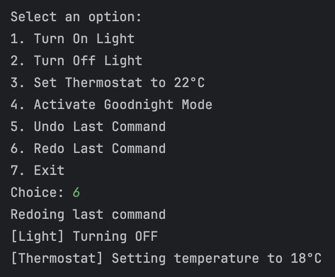 Select an option:
1. Turn On Light
2. Turn Off Light
3. Set Thermostat to 22°C
4. Activate Goodnight Mode
5. Undo Last Command
6. Redo Last Command
7. Exit
Choice: 6
Redoing last command
[Light] Turning OFF
[Thermostat] Setting temperature to 18°C